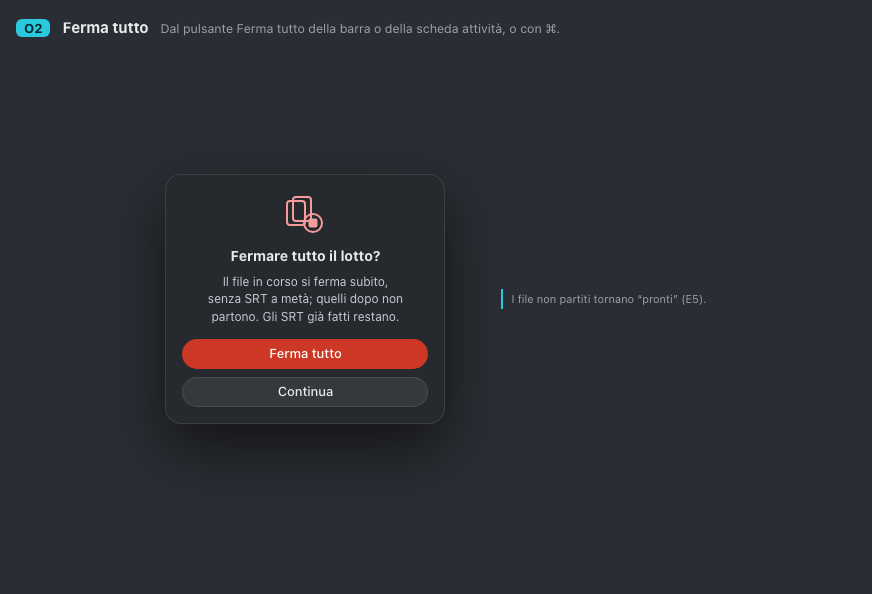 O2 Ferma tutto Dal pulsante Ferma tutto della barra o della scheda attività, o con ⌘.
Fermare tutto il lotto?
Il file in corso si ferma subito,
senza SRT a metà; quelli dopo non
partono. Gli SRT già fatti restano.
I file non partiti tornano “pronti” (E5).
Ferma tutto
Continua